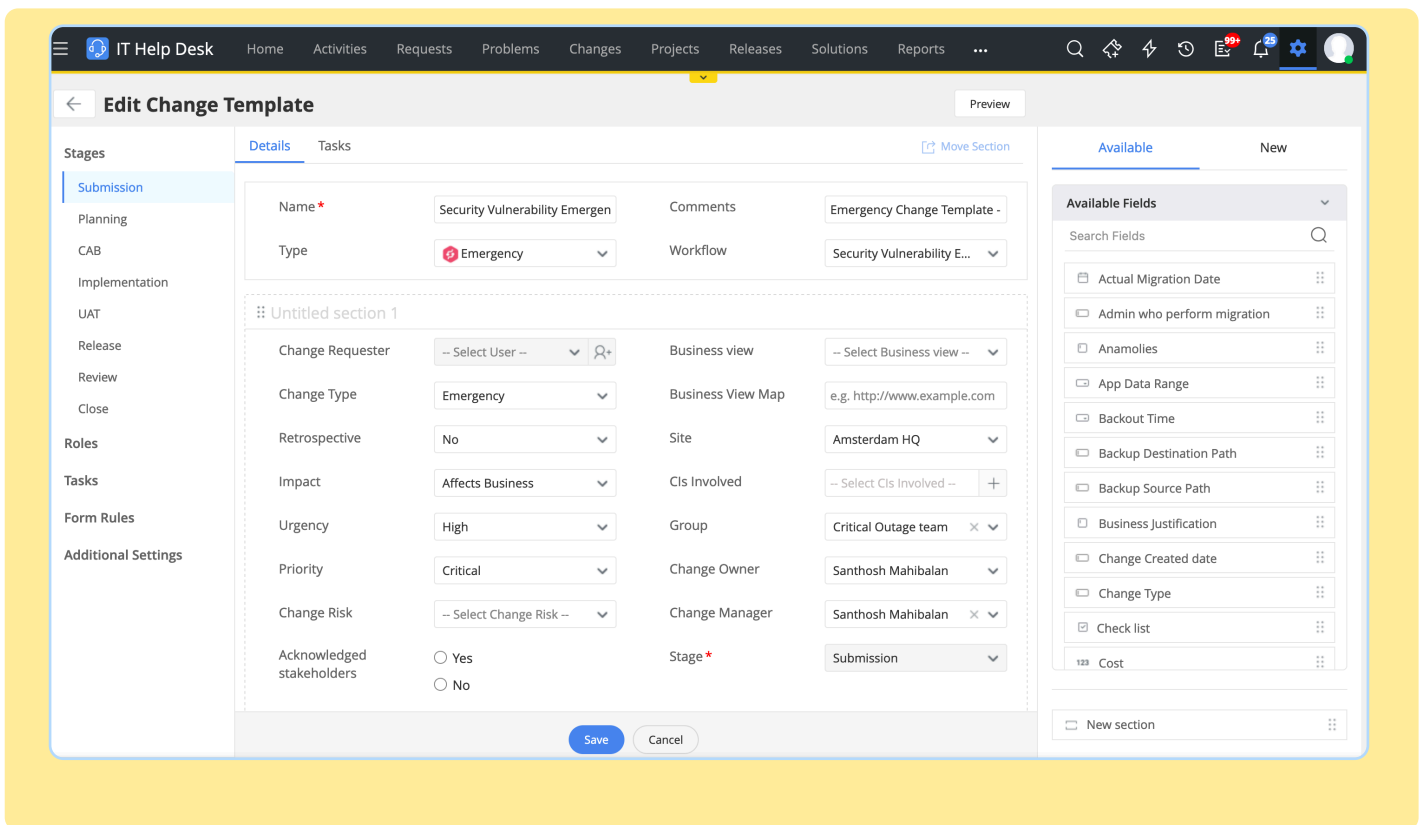 IT Help Desk Home Activities Requests Problems Changes Projects Releases Solutions Reports ... 99+ 25
Edit Change Template Preview
Stages
Submission
Planning
CAB
Implementation
UAT
Release
Review
Close
Roles
Tasks
Form Rules
Additional Settings
Details Tasks Move Section
Name* Security Vulnerability Emergen Comments Emergency Change Template -
Type Emergency Workflow Security Vulnerability E...
Untitled section 1
Change Requester -- Select User -- Business view -- Select Business view --
Change Type Emergency Business View Map e.g. http://www.example.com
Retrospective No Site Amsterdam HQ
Impact Affects Business CIs Involved -- Select CIs Involved --
Urgency High Group Critical Outage team
Priority Critical Change Owner Santhosh Mahibalan
Change Risk -- Select Change Risk -- Change Manager Santhosh Mahibalan
Acknowledged stakeholders Yes Stage* Submission
No
Save Cancel
Available New
Available Fields
Search Fields
Actual Migration Date
Admin who perform migration
Anamolies
App Data Range
Backout Time
Backup Destination Path
Backup Source Path
Business Justification
Change Created date
Change Type
Check list
123 Cost
New section